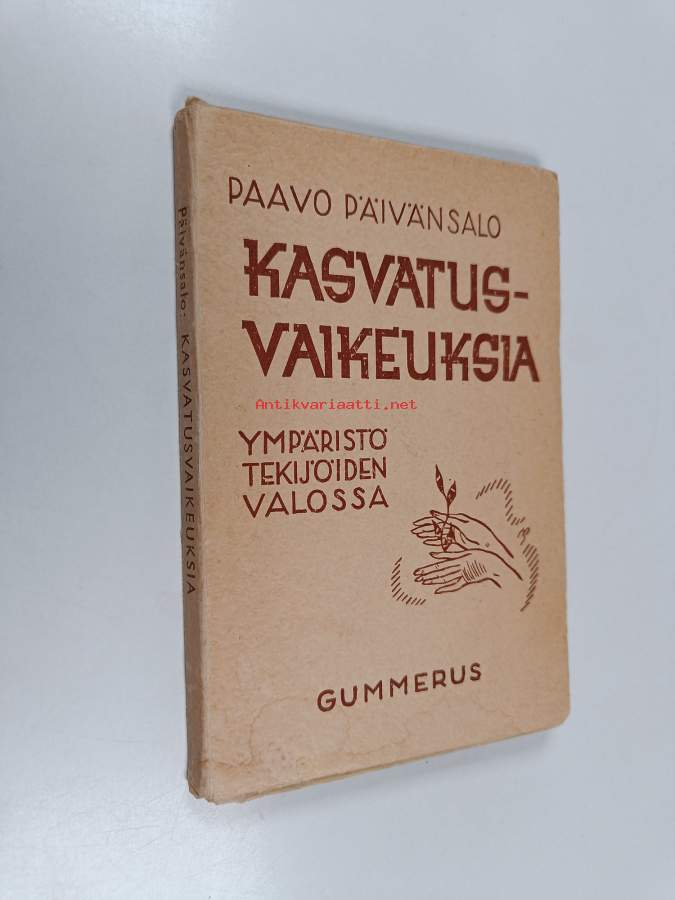 PAAVO PÄIVÄNSALO
KASVATUS-
VAIKEUKSIA
YMPÄRISTÖ
TEKIJÖIDEN
VALOSSA
GUMMERUS
Päivänsalo: KASVATUSVAIKEUKSIA
Antikvariaatti.net